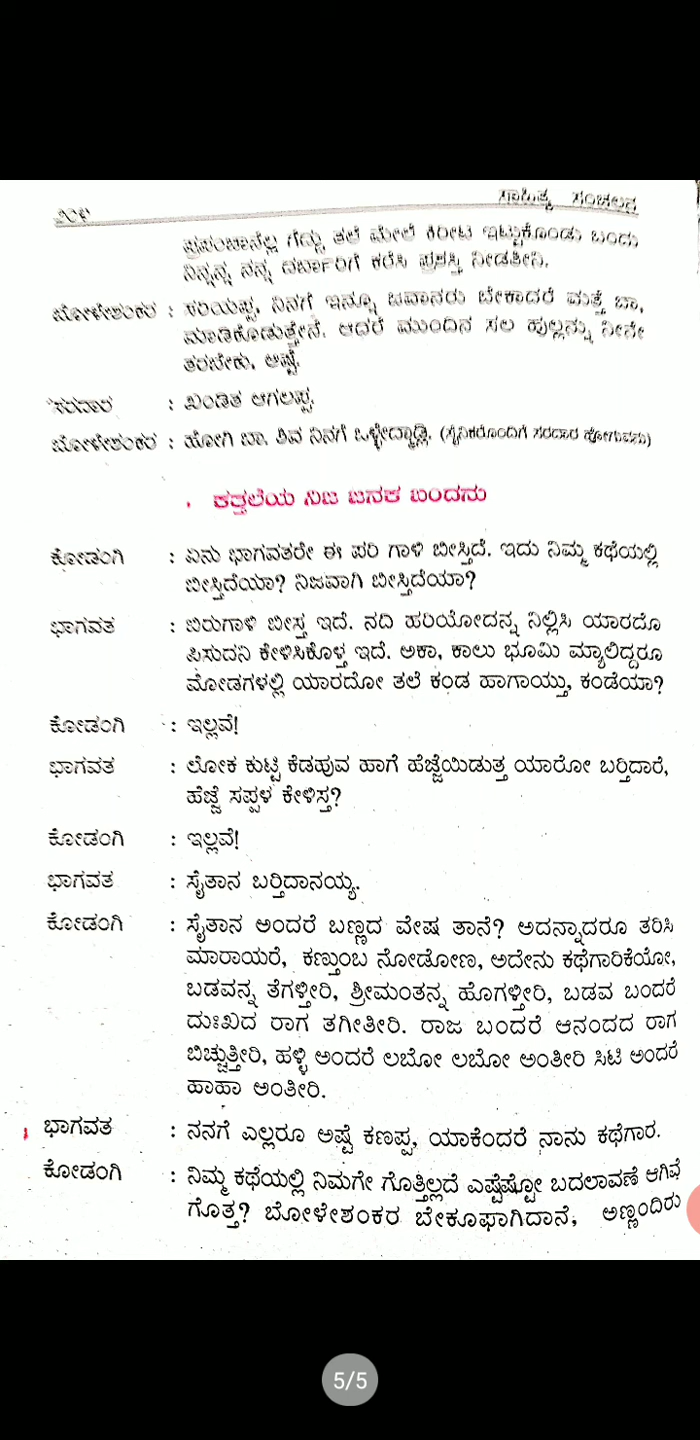 ೨೦೪ ಸಾಹಿತ್ಯ ಸಂಚಲನ
ಪ್ರಪಂಚಾನೆಲ್ಲ ಗೆದ್ದು ತಲೆ ಮೇಲೆ ಕಿರೀಟ ಇಟ್ಟುಕೊಂಡು ಬಂದು
ನಿನ್ನನ್ನ ನನ್ನ ದರ್ಬಾರಿಗೆ ಕರೆಸಿ ಪ್ರಶಸ್ತಿ ನೀಡತೀನಿ.
ಬೋಳೇಶಂಕರ : ಸರಿಯಪ್ಪ, ನಿನಗೆ ಇನ್ನೂ ಜವಾನರು ಬೇಕಾದರೆ ಮತ್ತೆ ಬಾ,
ಮಾಡಿಕೊಡುತ್ತೇನೆ. ಆದರೆ ಮುಂದಿನ ಸಲ ಹುಲ್ಲನ್ನು ನೀನೇ
ತರಬೇಕು, ಅಷ್ಟೆ.
ಸರದಾರ : ಖಂಡಿತ ಆಗಲಪ್ಪ.
ಬೋಳೇಶಂಕರ : ಹೋಗಿ ಬಾ. ಶಿವ ನಿನಗೆ ಒಳ್ಳೇದ್ಮಾಡ್ಲಿ. (ಸೈನಿಕರೊಂದಿಗೆ ಸರದಾರ ಹೋಗುವನು)
ಕತ್ತಲೆಯ ನಿಜ ಜನಕ ಬಂದನು
ಕೋಡಂಗಿ : ಏನು ಭಾಗವತರೇ ಈ ಪರಿ ಗಾಳಿ ಬೀಸ್ತಿದೆ. ಇದು ನಿಮ್ಮ ಕಥೆಯಲ್ಲಿ
ಬೀಸ್ತಿದೆಯಾ? ನಿಜವಾಗಿ ಬೀಸ್ತಿದೆಯಾ?
ಭಾಗವತ : ಬಿರುಗಾಳಿ ಬೀಸ್ತ ಇದೆ. ನದಿ ಹರಿಯೋದನ್ನ ನಿಲ್ಲಿಸಿ ಯಾರದೊ
ಪಿಸುದನಿ ಕೇಳಿಸಿಕೊಳ್ತ ಇದೆ. ಅಕಾ, ಕಾಲು ಭೂಮಿ ಮ್ಯಾಲಿದ್ದರೂ
ಮೋಡಗಳಲ್ಲಿ ಯಾರದೋ ತಲೆ ಕಂಡ ಹಾಗಾಯ್ತು, ಕಂಡೆಯಾ?
ಕೋಡಂಗಿ : ಇಲ್ಲವೆ!
ಭಾಗವತ : ಲೋಕ ಕುಟ್ಟಿ ಕೆಡಹುವ ಹಾಗೆ ಹೆಜ್ಜೆಯಿಡುತ್ತ ಯಾರೋ ಬರ್‍ತಿದಾರೆ,
ಹೆಜ್ಜೆ ಸಪ್ಪಳ ಕೇಳಿಸ್ತ?
ಕೋಡಂಗಿ : ಇಲ್ಲವೆ!
ಭಾಗವತ : ಸೈತಾನ ಬರ್‍ತಿದಾನಯ್ಯ.
ಕೋಡಂಗಿ : ಸೈತಾನ ಅಂದರೆ ಬಣ್ಣದ ವೇಷ ತಾನೆ? ಅದನ್ನಾದರೂ ತರಿಸಿ
ಮಾರಾಯರೆ, ಕಣ್ತುಂಬ ನೋಡೋಣ, ಅದೇನು ಕಥೆಗಾರಿಕೆಯೋ,
ಬಡವನ್ನ ತೆಗಳ್ತೀರಿ, ಶ್ರೀಮಂತನ್ನ ಹೊಗಳ್ತೀರಿ, ಬಡವ ಬಂದರೆ
ದುಃಖದ ರಾಗ ತಗೀತೀರಿ. ರಾಜ ಬಂದರೆ ಆನಂದದ ರಾಗ
ಬಿಚ್ಚುತ್ತೀರಿ, ಹಳ್ಳಿ ಅಂದರೆ ಲಬೋ ಲಬೋ ಅಂತೀರಿ ಸಿಟಿ ಅಂದರೆ
ಹಾಹಾ ಅಂತೀರಿ.
ಭಾಗವತ : ನನಗೆ ಎಲ್ಲರೂ ಅಷ್ಟೆ ಕಣಪ್ಪ, ಯಾಕೆಂದರೆ ನಾನು ಕಥೆಗಾರ.
ಕೋಡಂಗಿ : ನಿಮ್ಮ ಕಥೆಯಲ್ಲಿ ನಿಮಗೇ ಗೊತ್ತಿಲ್ಲದೆ ಎಷ್ಟೆಷ್ಟೋ ಬದಲಾವಣೆ ಆಗಿವೆ
ಗೊತ್ತ? ಬೋಳೇಶಂಕರ ಬೇಕೂಫಾಗಿದಾನೆ, ಅಣ್ಣಂದಿರು
5/5